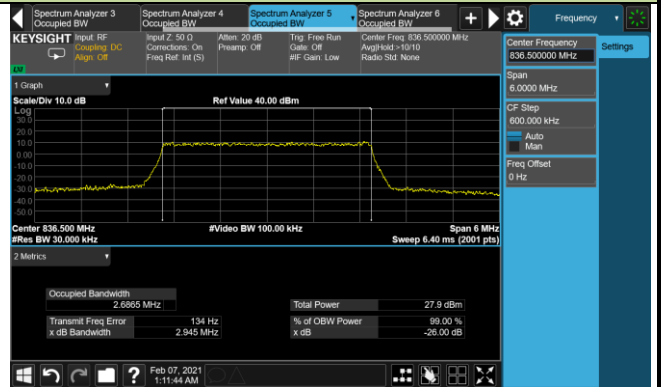 Spectrum Analyzer 3
Occupied BW
Spectrum Analyzer 4
Occupied BW
Spectrum Analyzer 5
Occupied BW
Spectrum Analyzer 6
Occupied BW
+
Frequency
KEYSIGHT
Input: RF
Coupling: DC
Align: Off
Input Z: 50 Ω
Corrections: On
Freq Ref: Int (S)
Atten: 20 dB
Preamp: Off
Trig: Free Run
Gate: Off
#IF Gain: Low
Center Freq: 836.500000 MHz
Avg|Hold:>10/10
Radio Std: None
Center Frequency
836.500000 MHz
Settings
Span
6.0000 MHz
CF Step
600.000 kHz
Auto
Man
Freq Offset
0 Hz
1 Graph
Scale/Div 10.0 dB
Ref Value 40.00 dBm
Log
30.0
20.0
10.0
0.00
-10.0
-20.0
-30.0
-40.0
-50.0
Center 836.500 MHz
#Video BW 100.00 kHz
Span 6 MHz
#Res BW 30.000 kHz
Sweep 6.40 ms (2001 pts)
2 Metrics
Occupied Bandwidth
2.6865 MHz
Total Power
27.9 dBm
Transmit Freq Error
134 Hz
% of OBW Power
99.00 %
x dB Bandwidth
2.945 MHz
x dB
-26.00 dB
?
Feb 07, 2021
1:11:44 AM